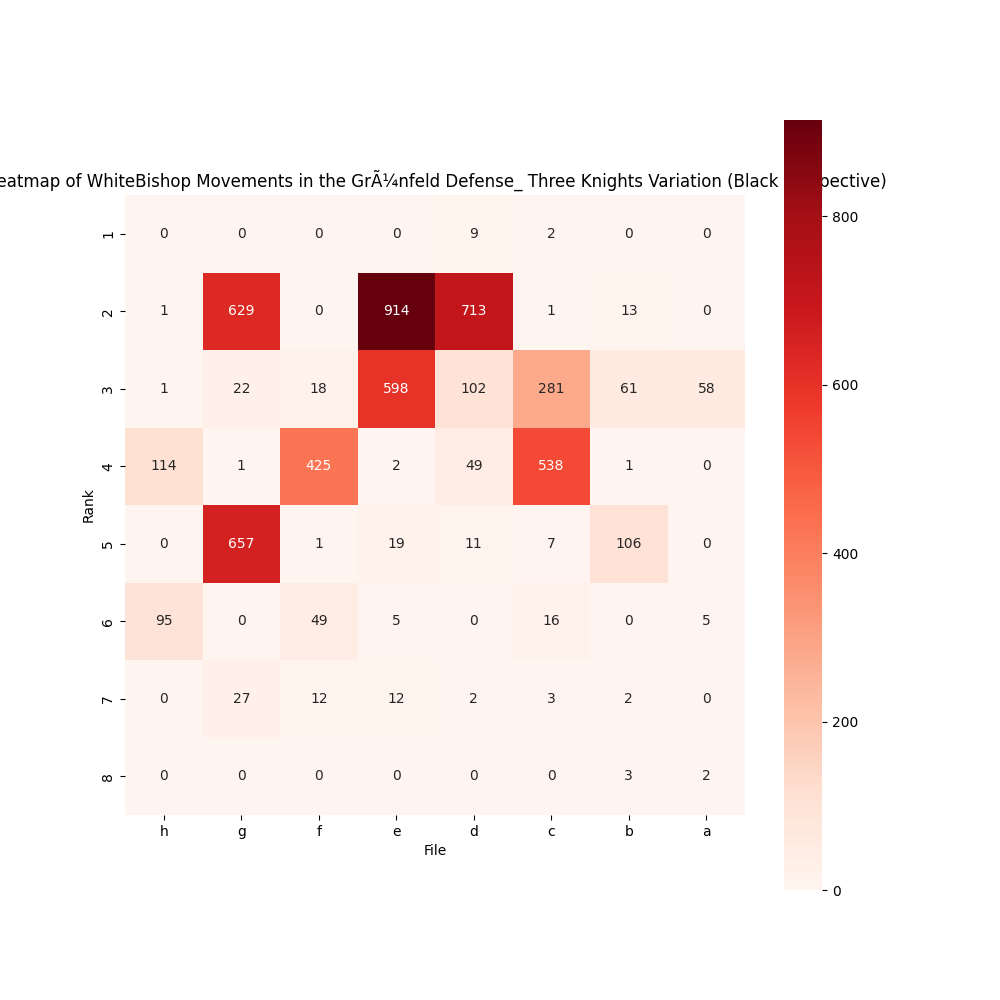 eatmap of WhiteBishop Movements in the GrÃ¼nfeld Defense_ Three Knights Variation (Black pective)
1 0 0 0 0 9 2 0 0
2 1 629 0 914 713 1 13 0
3 1 22 18 598 102 281 61 58
4 114 1 425 2 49 538 1 0
5 0 657 1 19 11 7 106 0
6 95 0 49 5 0 16 0 5
7 0 27 12 12 2 3 2 0
8 0 0 0 0 0 0 3 2
Rank
h g f e d c b a
File
800
600
400
200
0